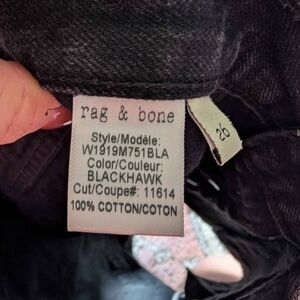 rag & bone
Style/Modèle:
W1919M751BLA
Color/Couleur:
BLACKHAWK
Cut/Coupe#: 11614
100% COTTON/COTON
26